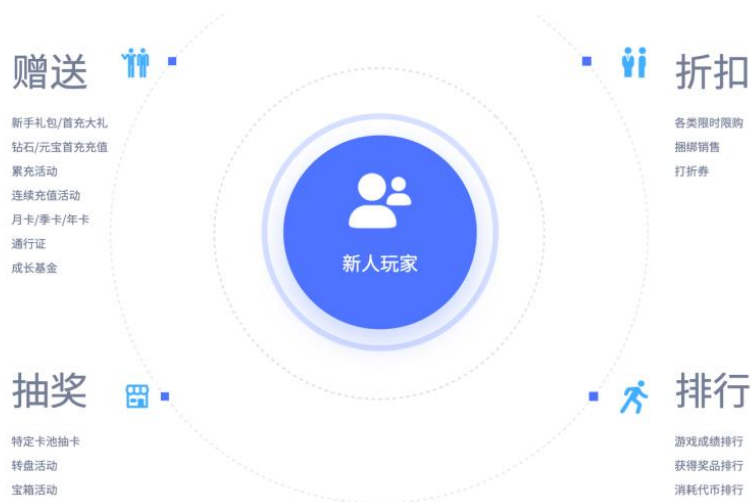 赠送
新手礼包/首充大礼
钻石/元宝首充充值
累充活动
连续充值活动
月卡/季卡/年卡
通行证
成长基金
折扣
各类限时限购
捆绑销售
打折券
新人玩家
抽奖
特定卡池抽卡
转盘活动
宝箱活动
排行
游戏成绩排行
获得奖品排行
消耗代币排行